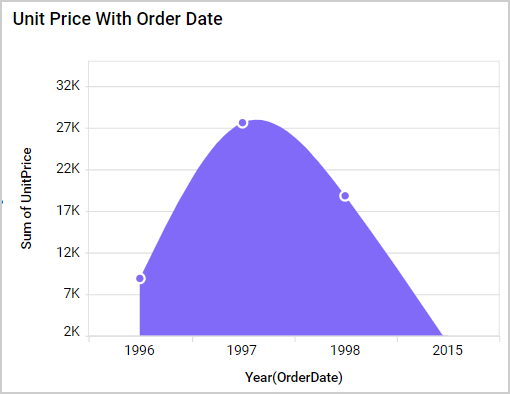 Unit Price With Order Date
32K
27K
22K
17K
12K
7K
2K
Sum of UnitPrice
1996 1997 1998 2015
Year(OrderDate)